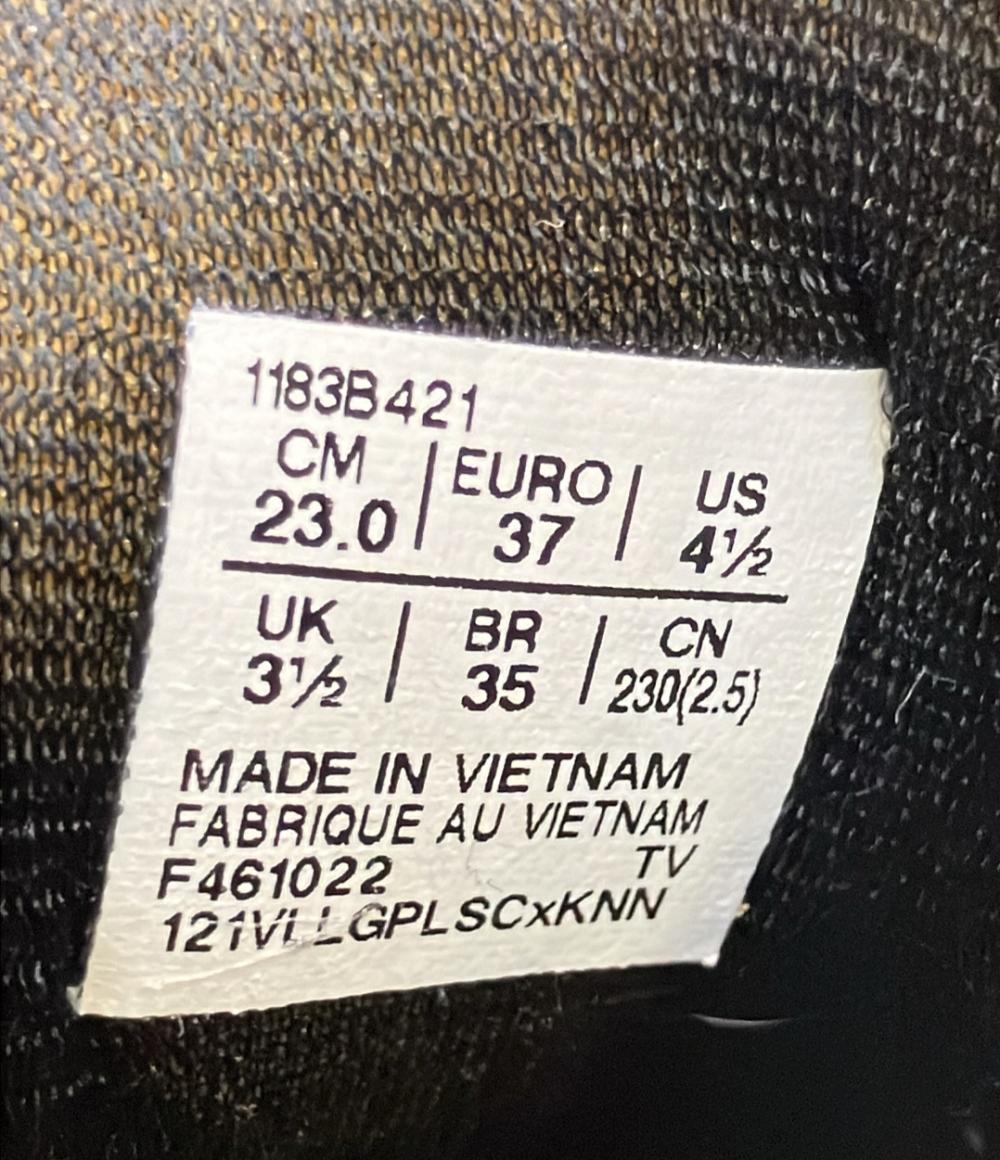 1183B421
CM | EURO | US
23.0 | 37 | 4½
UK | BR | CN
3½ | 35 | 230(2.5)
MADE IN VIETNAM
FABRIQUE AU VIETNAM
F461022 TV